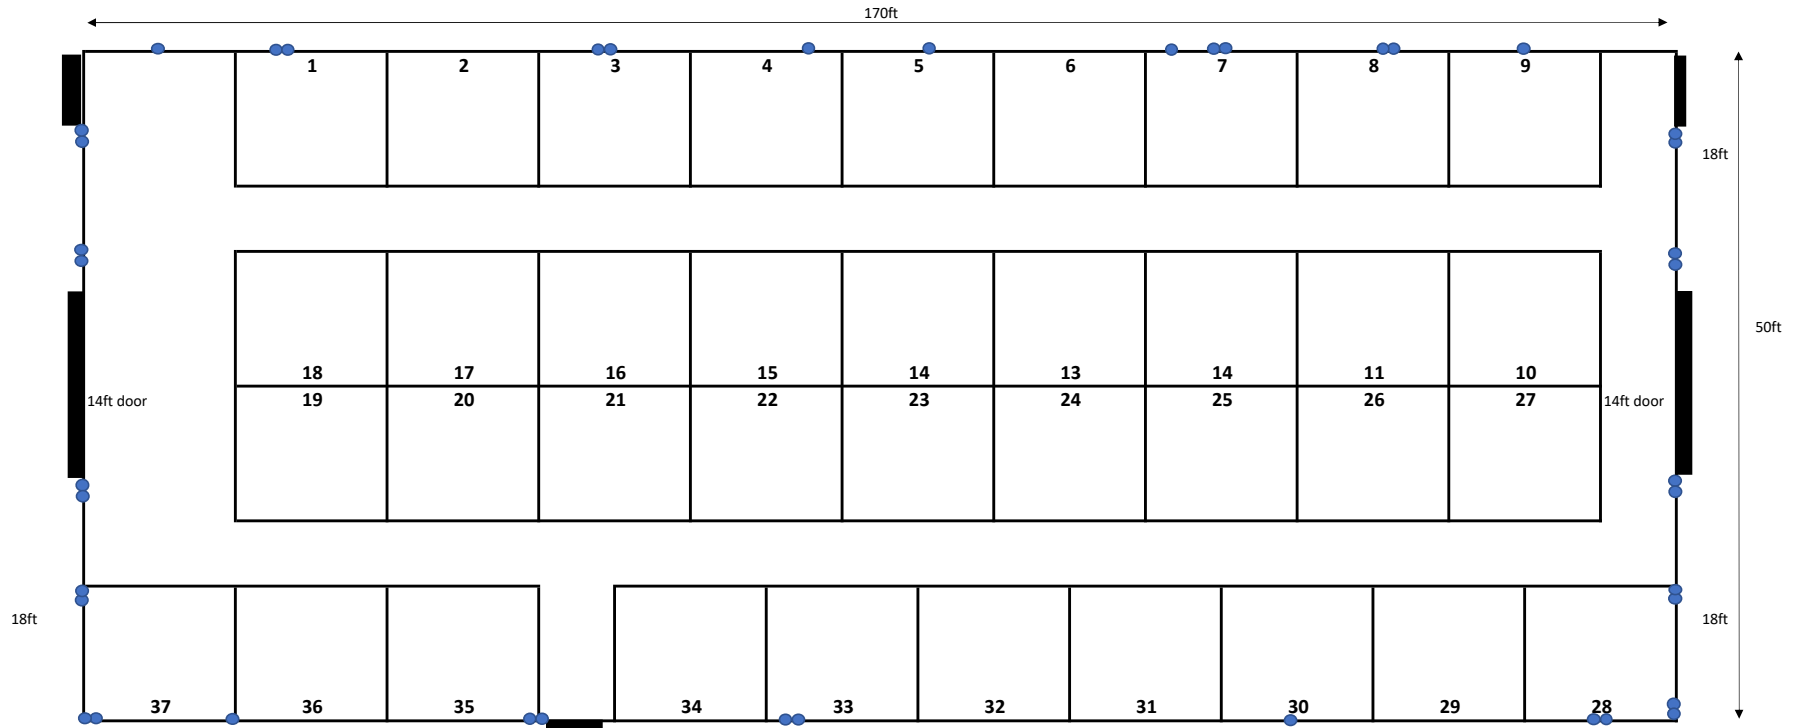 170ft
1 2 3 4 5 6 7 8 9
18ft
50ft
18 17 16 15 14 13 14 11 10
14ft door 19 20 21 22 23 24 25 26 27 14ft door
18ft 18ft
37 36 35 34 33 32 31 30 29 28